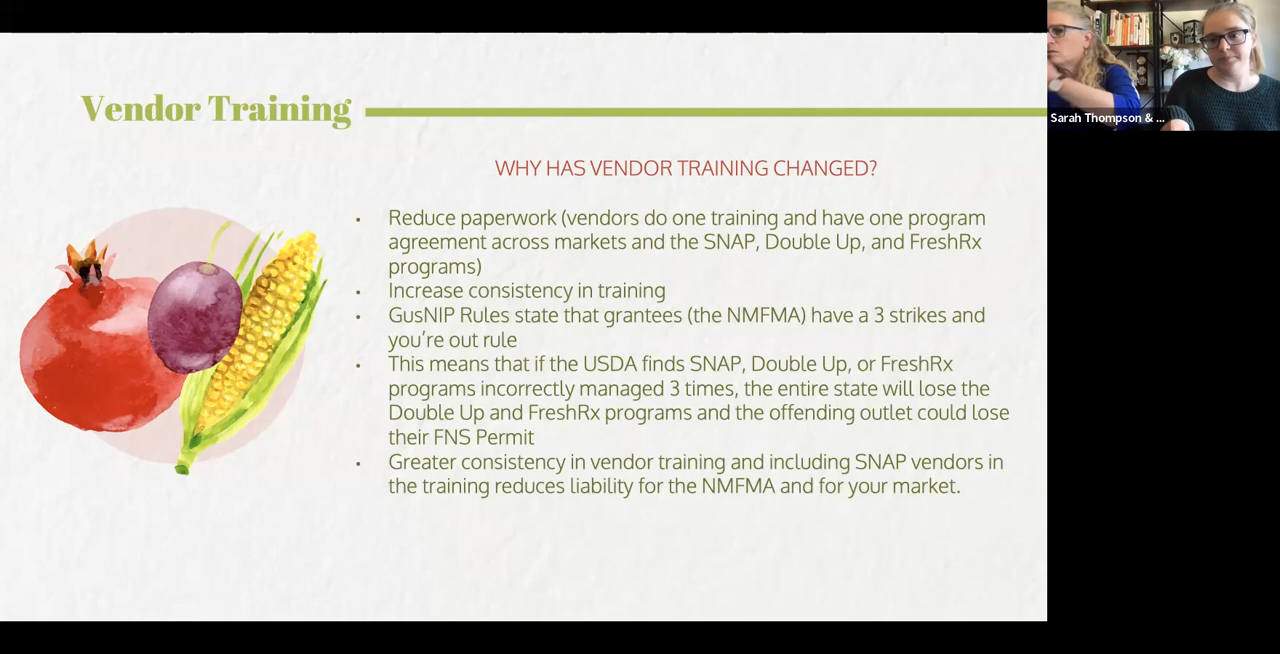 Vendor Training
WHY HAS VENDOR TRAINING CHANGED?
• Reduce paperwork (vendors do one training and have one program
agreement across markets and the SNAP, Double Up, and FreshRx
programs)
• Increase consistency in training
• GusNIP Rules state that grantees (the NMFMA) have a 3 strikes and
you're out rule
• This means that if the USDA finds SNAP, Double Up, or FreshRx
programs incorrectly managed 3 times, the entire state will lose the
Double Up and FreshRx programs and the offending outlet could lose
their FNS Permit
• Greater consistency in vendor training and including SNAP vendors in
the training reduces liability for the NMFMA and for your market.
Sarah Thompson & ...